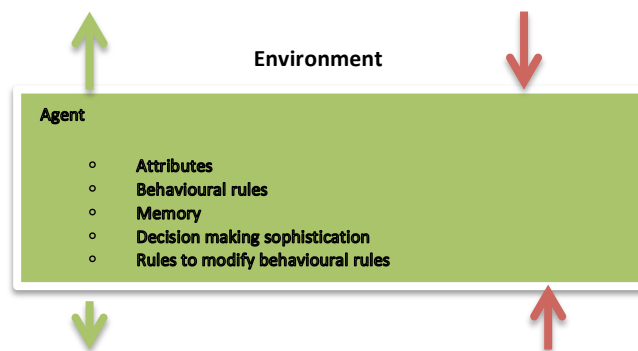 Environment
Agent
Attributes
Behavioural rules
Memory
Decision making sophistication
Rules to modify behavioural rules